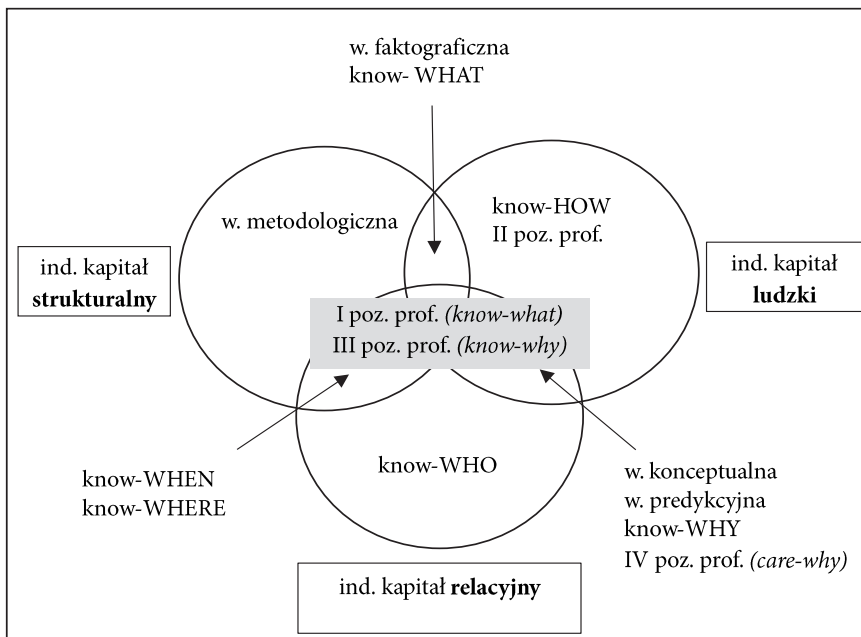 w. faktograficzna
know- WHAT
w. metodologiczna
know-HOW
II poz. prof.
ind. kapitał
strukturalny
ind. kapitał
ludzki
I poz. prof. (know-what)
III poz. prof. (know-why)
know-WHO
know-WHEN
know-WHERE
w. konceptualna
w. predykcyjna
know-WHY
IV poz. prof. (care-why)
ind. kapitał relacyjny